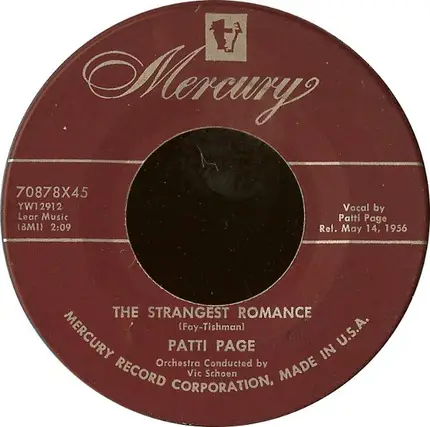 Mercury
70878X45
YW12912
Lear Music
(BMI) 2:09
Vocal by
Patti Page
Rel. May 14, 1956
THE STRANGEST ROMANCE
(Fay-Tishman)
PATTI PAGE
Orchestra Conducted by
Vic Schoen
MERCURY RECORD CORPORATION, MADE IN U.S.A.